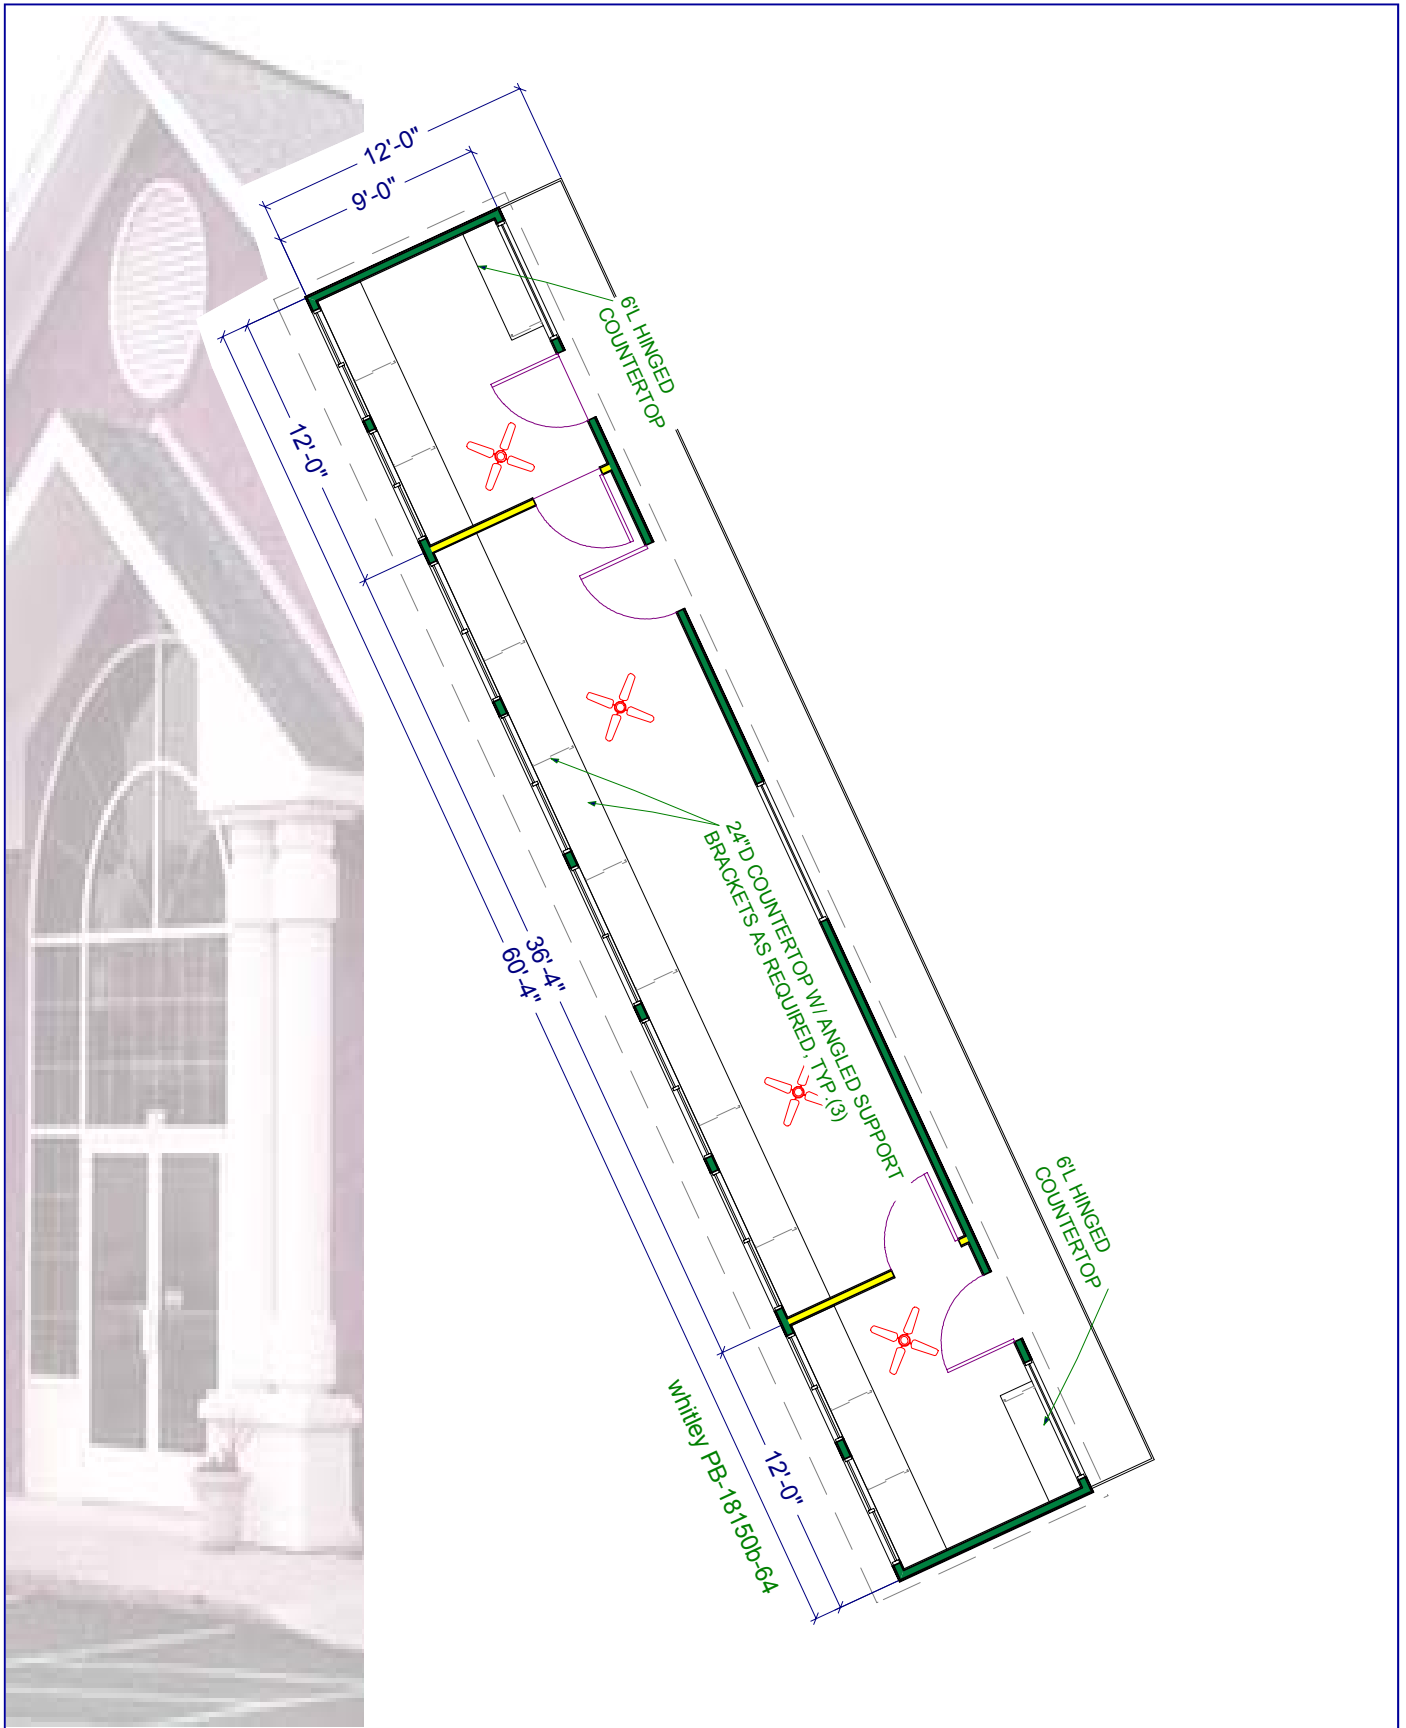 12'-0"
9'-0"
6'L HINGED
COUNTERTOP
12'-0"
24"D COUNTERTOP W/ ANGLED SUPPORT
BRACKETS AS REQUIRED, TYP.(3)
36'-4"
60'-4"
6'L HINGED
COUNTERTOP
12'-0"
whitley PB-18150b-64